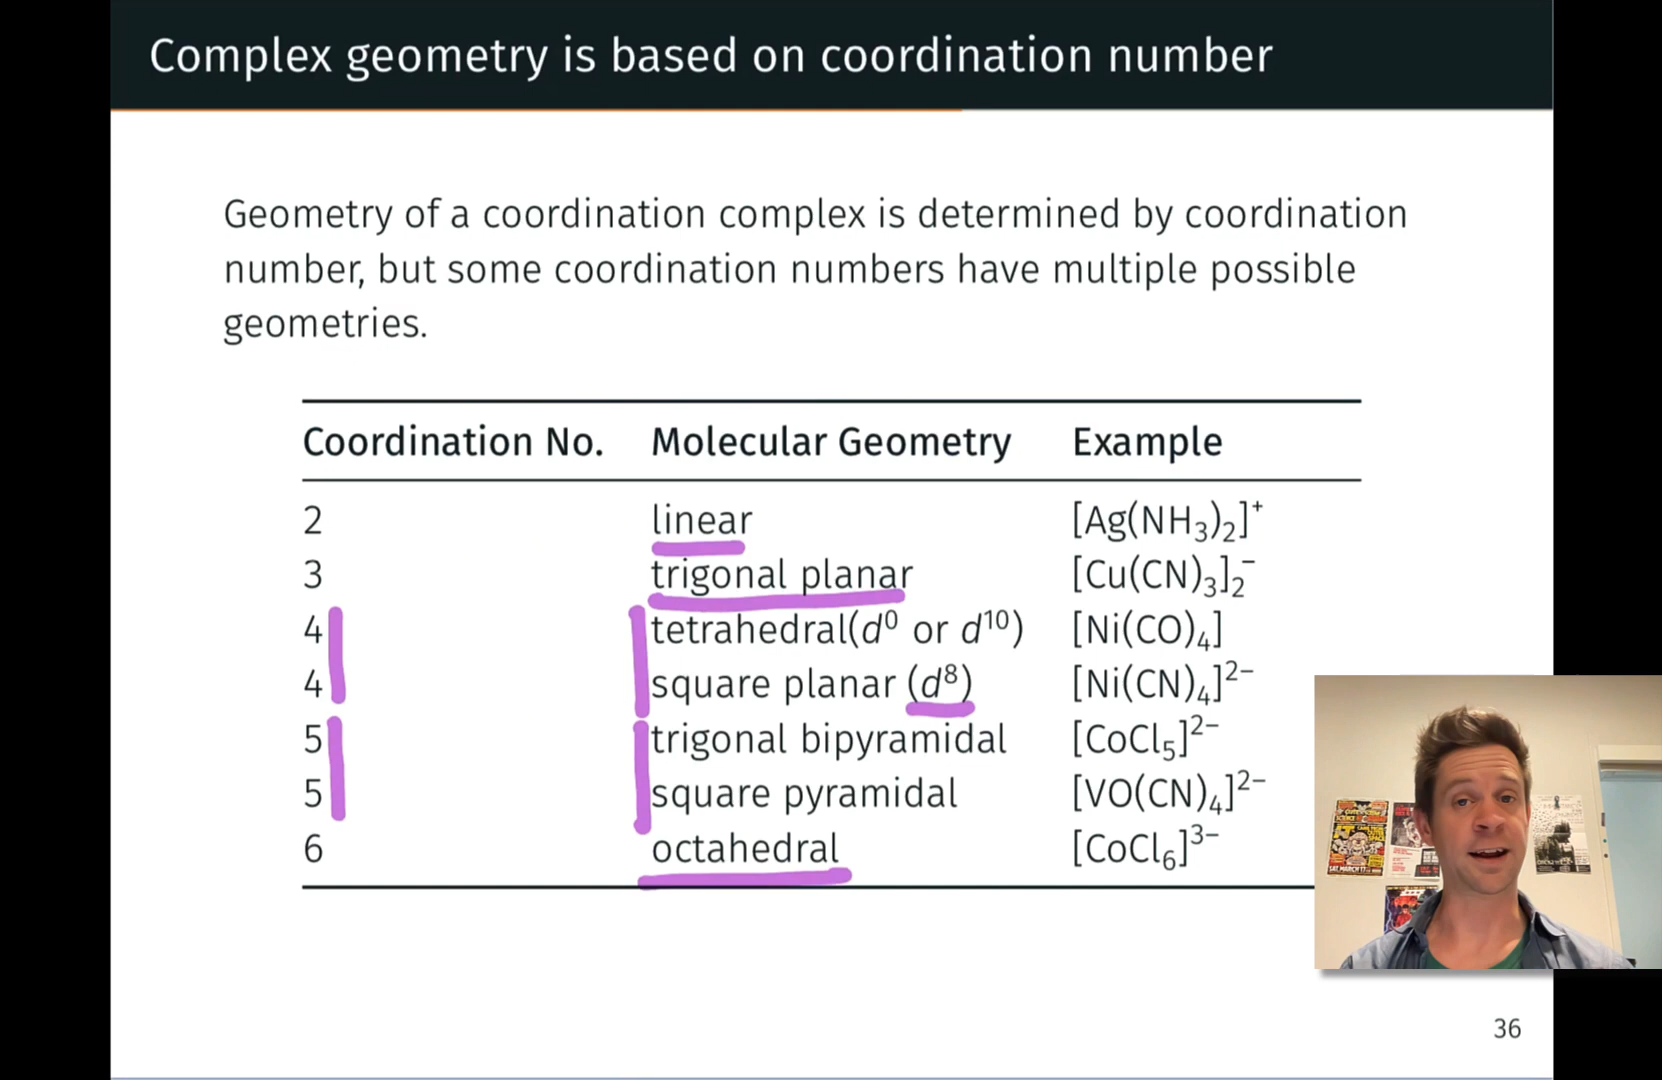 Complex geometry is based on coordination number
Geometry of a coordination complex is determined by coordination
number, but some coordination numbers have multiple possible
geometries.
Coordination No. Molecular Geometry Example
2 linear [Ag(NH₃)₂]⁺
3 trigonal planar [Cu(CN)₃]₂⁻
4 tetrahedral(d⁰ or d¹⁰) [Ni(CO)₄]
4 square planar (d⁸) [Ni(CN)₄]²⁻
5 trigonal bipyramidal [CoCl₅]²⁻
5 square pyramidal [VO(CN)₄]²⁻
6 octahedral [CoCl₆]³⁻
36